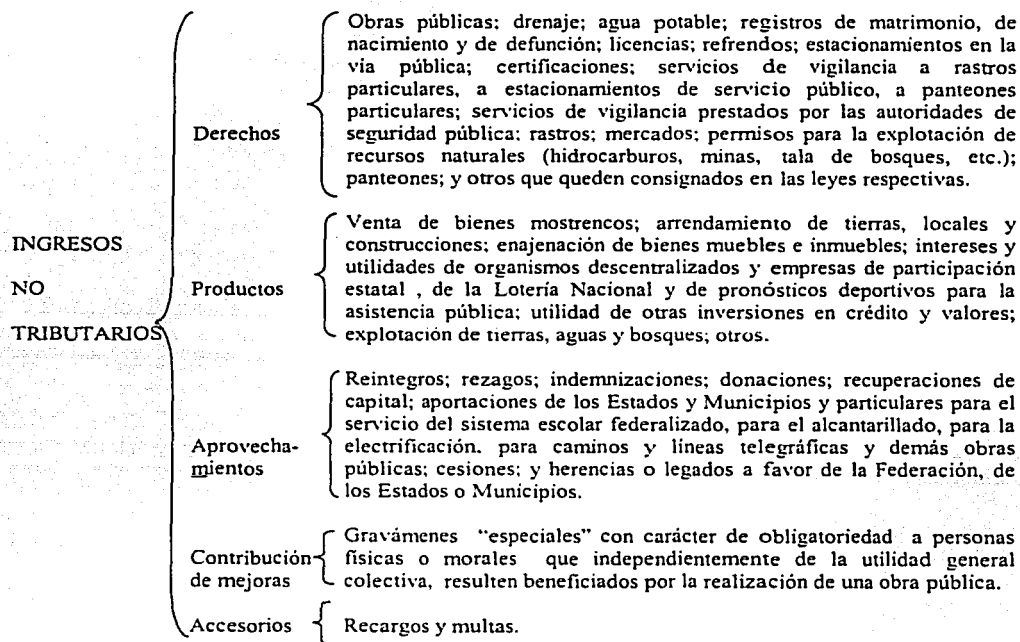 Obras públicas; drenaje; agua potable; registros de matrimonio, de
nacimiento y de defunción; licencias; refrendos; estacionamientos en la
vía pública; certificaciones; servicios de vigilancia a rastros
particulares, a estacionamientos de servicio público, a panteones
particulares; servicios de vigilancia prestados por las autoridades de
Derechos
seguridad pública; rastros; mercados; permisos para la explotación de
recursos naturales (hidrocarburos, minas, tala de bosques, etc.);
panteones; y otros que queden consignados en las leyes respectivas.
INGRESOS
NO
TRIBUTARIOS
Productos
Venta de bienes mostrencos; arrendamiento de tierras, locales y
construcciones; enajenación de bienes muebles e inmuebles; intereses y
utilidades de organismos descentralizados y empresas de participación
estatal , de la Lotería Nacional y de pronósticos deportivos para la
asistencia pública; utilidad de otras inversiones en crédito y valores;
explotación de tierras, aguas y bosques; otros.
Aprovecha-
mientos
Reintegros; rezagos; indemnizaciones; donaciones; recuperaciones de
capital; aportaciones de los Estados y Municipios y particulares para el
servicio del sistema escolar federalizado, para el alcantarillado, para la
electrificación. para caminos y líneas telegráficas y demás obras
públicas; cesiones; y herencias o legados a favor de la Federación, de
los Estados o Municipios.
Contribución
de mejoras
Gravámenes "especiales" con carácter de obligatoriedad a personas
físicas o morales que independientemente de la utilidad general
colectiva, resulten beneficiados por la realización de una obra pública.
Accesorios
Recargos y multas.